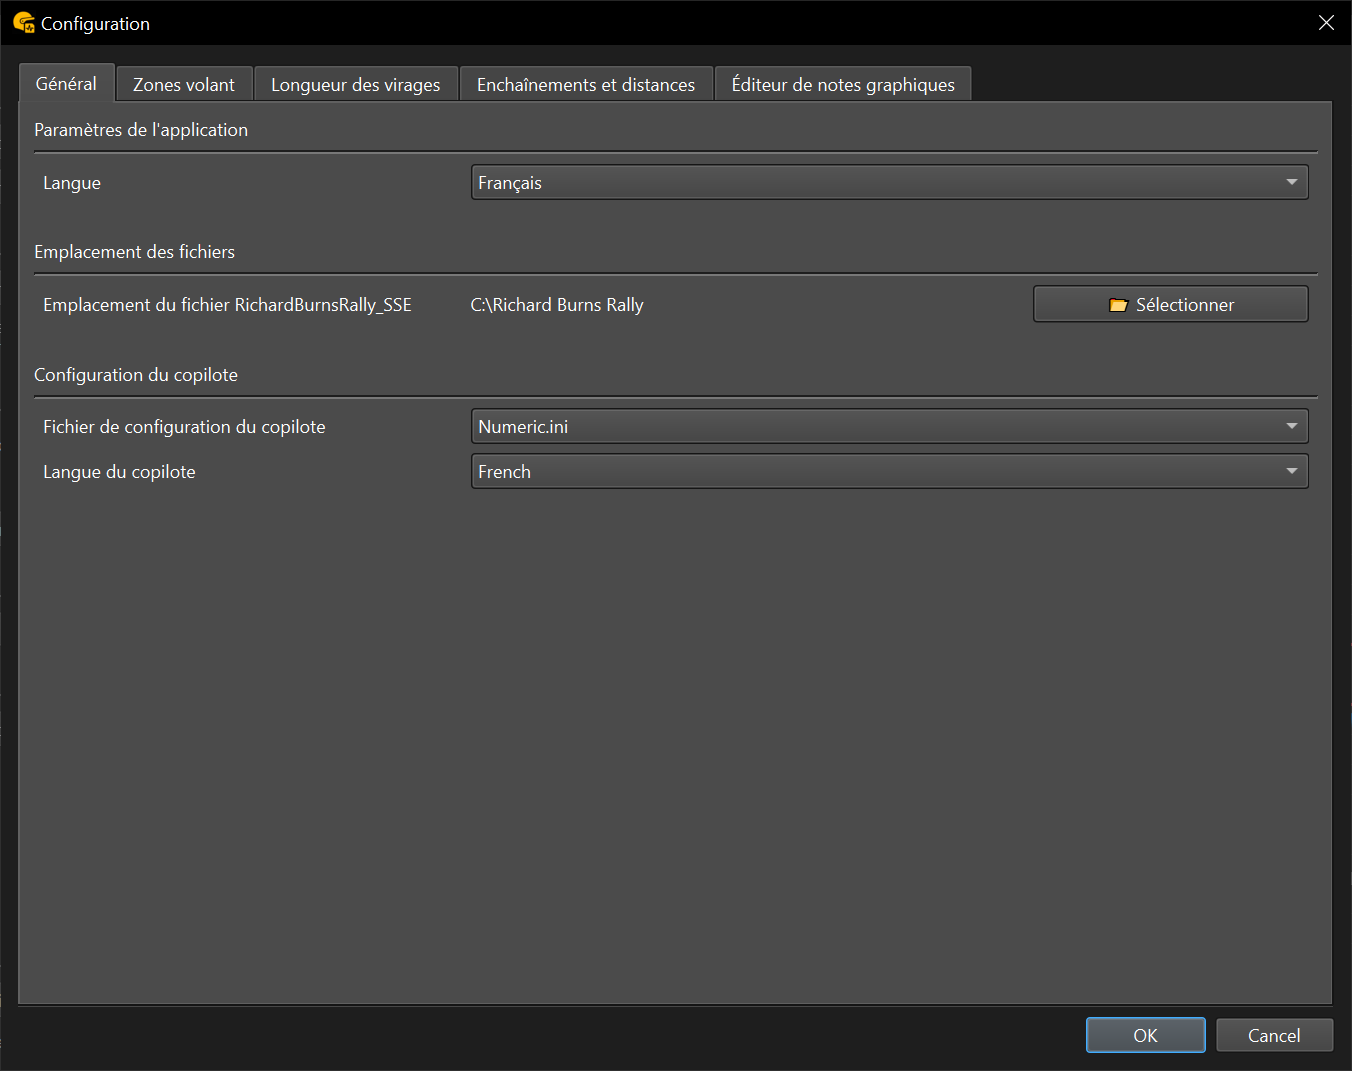 Configuration
Général
Zones volant
Longueur des virages
Enchaînements et distances
Éditeur de notes graphiques
Paramètres de l'application
Langue
Français
Emplacement des fichiers
Emplacement du fichier RichardBurnsRally_SSE
C:\Richard Burns Rally
Sélectionner
Configuration du copilote
Fichier de configuration du copilote
Numeric.ini
Langue du copilote
French
OK
Cancel